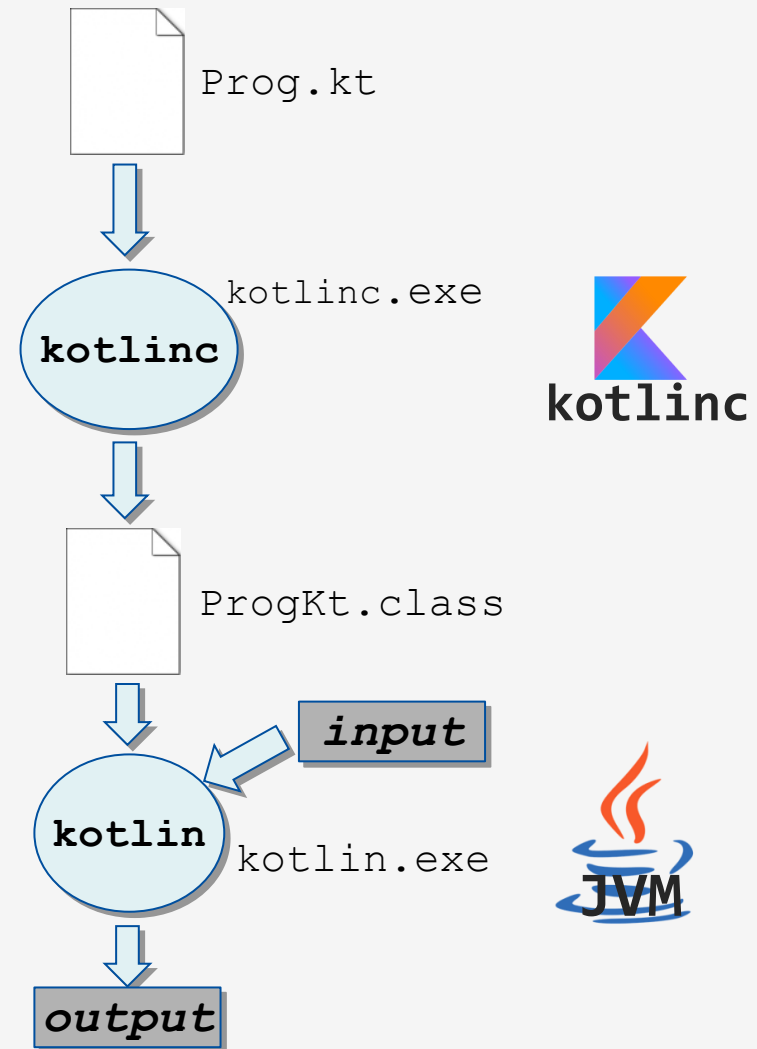 Prog.kt
kotlinc.exe
kotlinc
kotlinc
ProgKt.class
input
kotlin
kotlin.exe
JVM
output